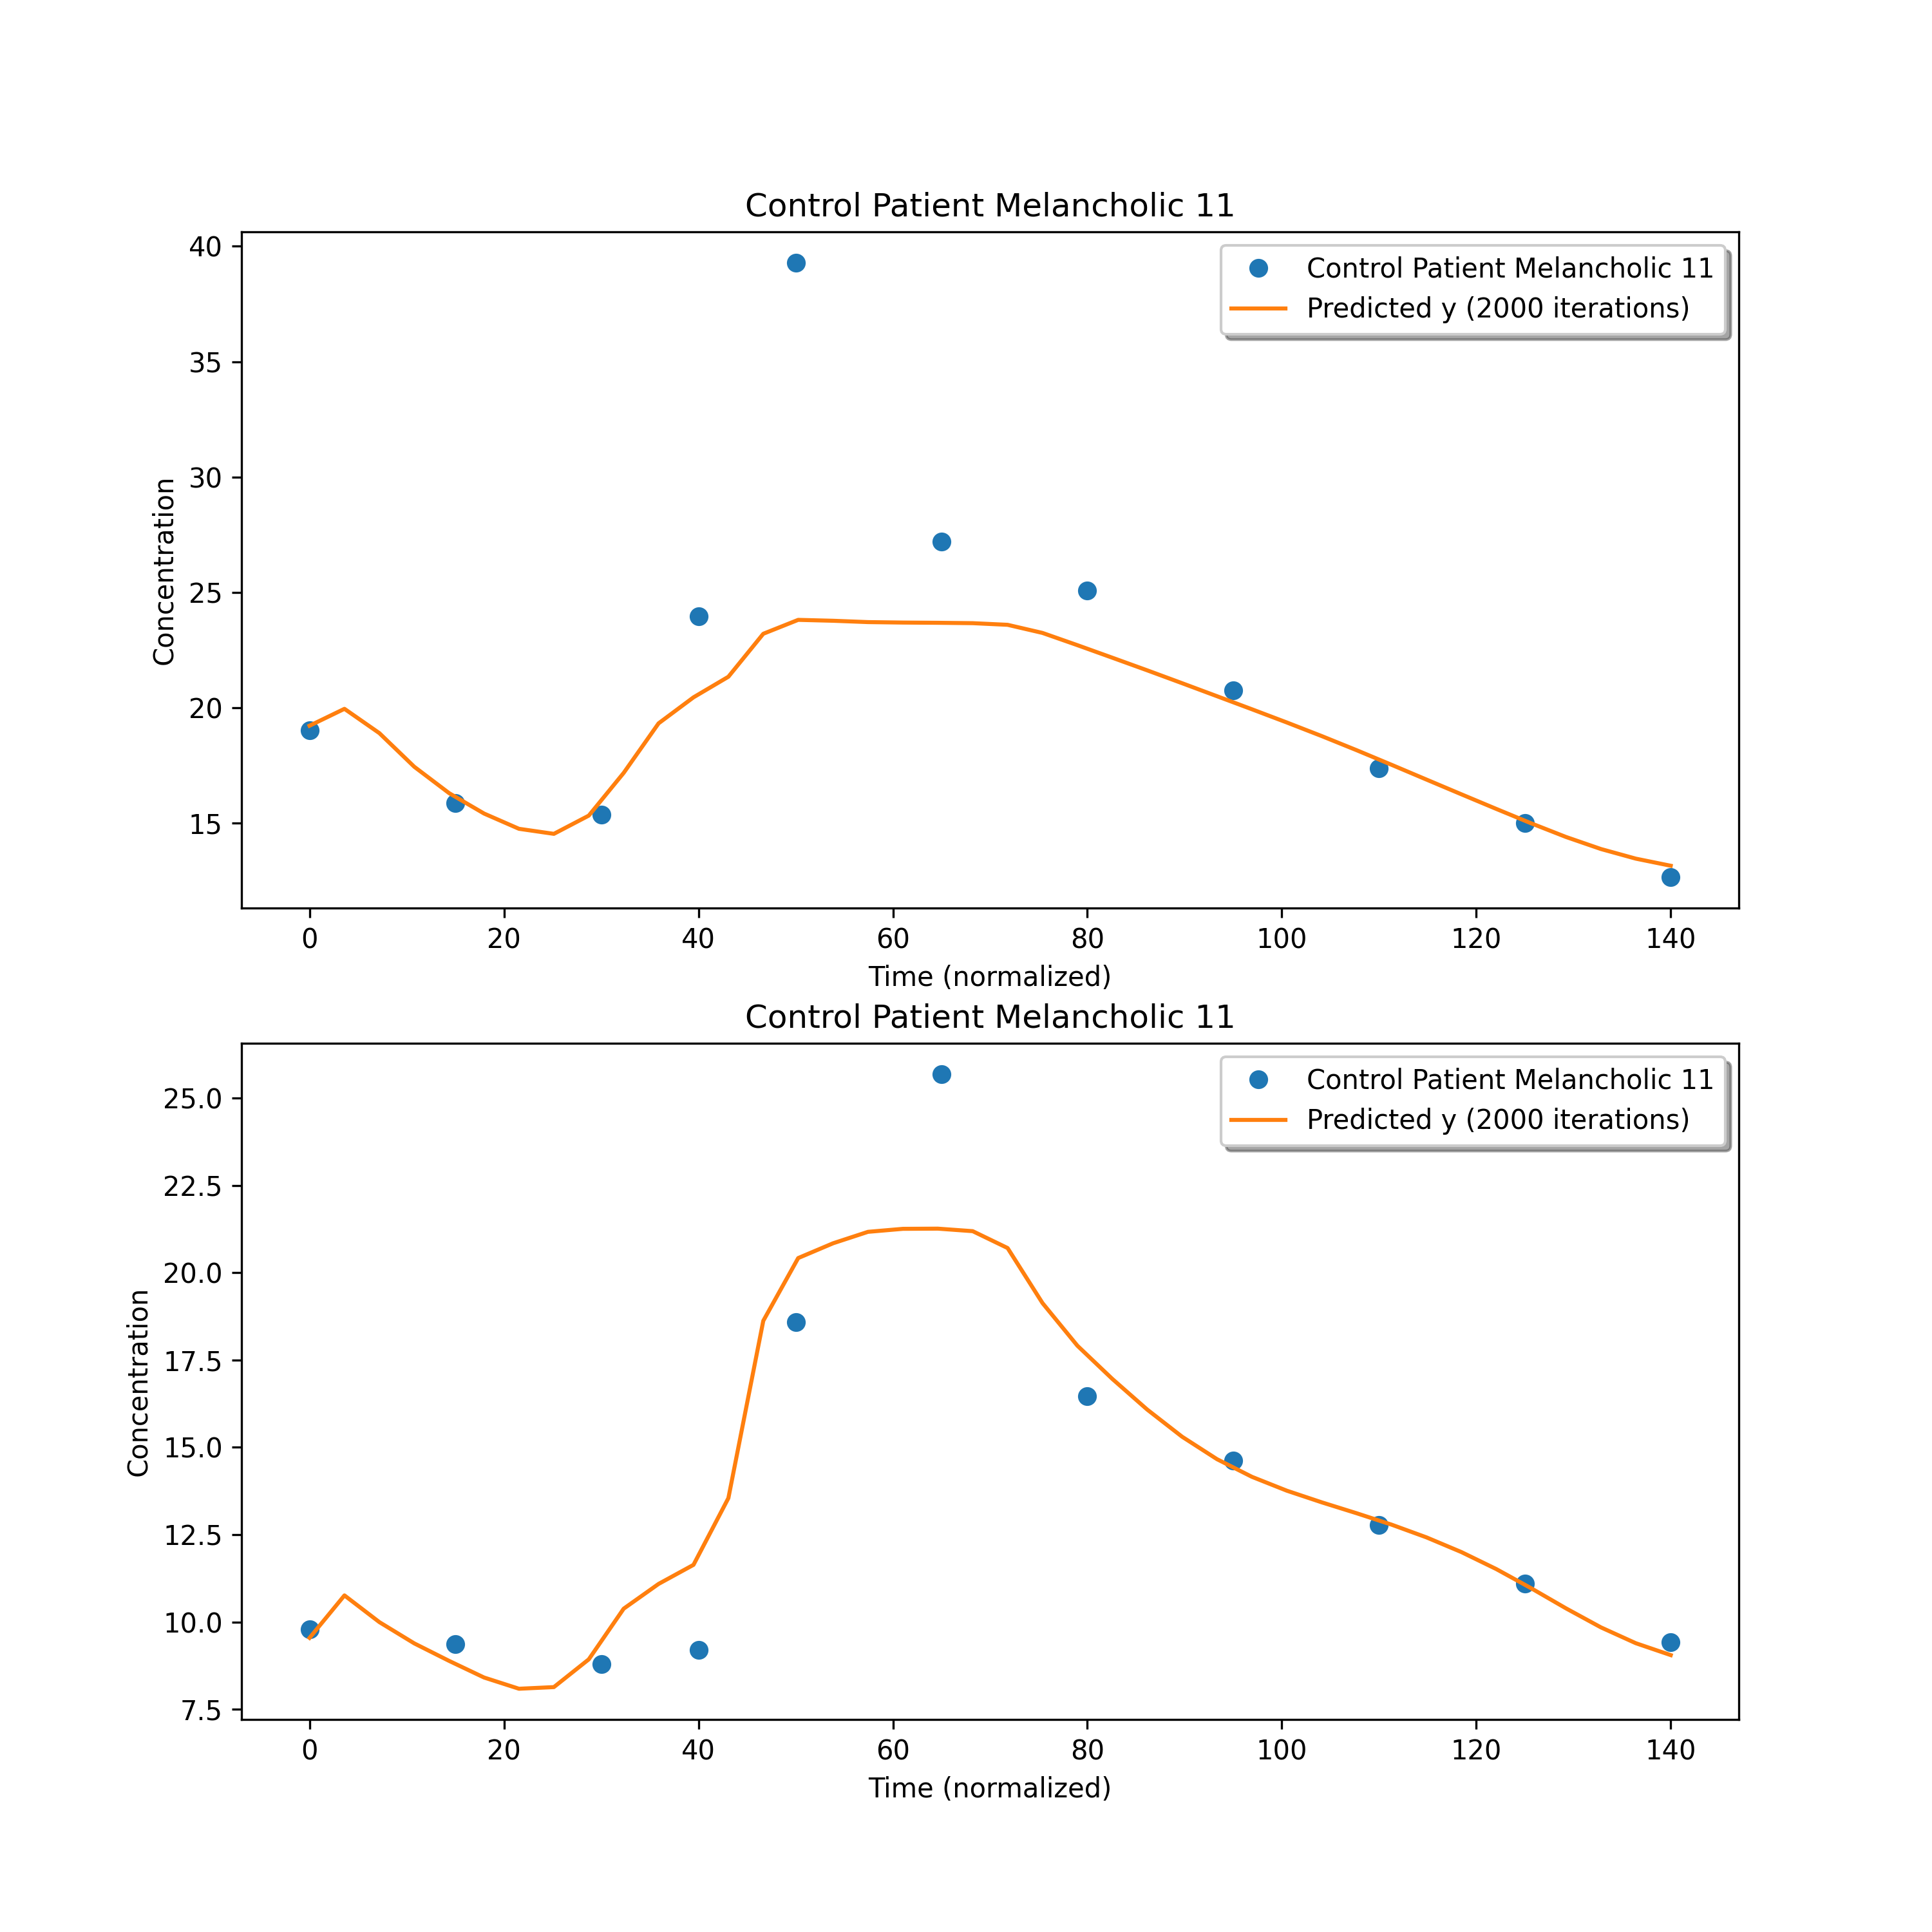 Control Patient Melancholic 11
40
35
30
25
20
15
Concentration
Control Patient Melancholic 11
Predicted y (2000 iterations)
0 20 40 60 80 100 120 140
Time (normalized)
Control Patient Melancholic 11
25.0
22.5
20.0
17.5
15.0
12.5
10.0
7.5
Concentration
Control Patient Melancholic 11
Predicted y (2000 iterations)
0 20 40 60 80 100 120 140
Time (normalized)